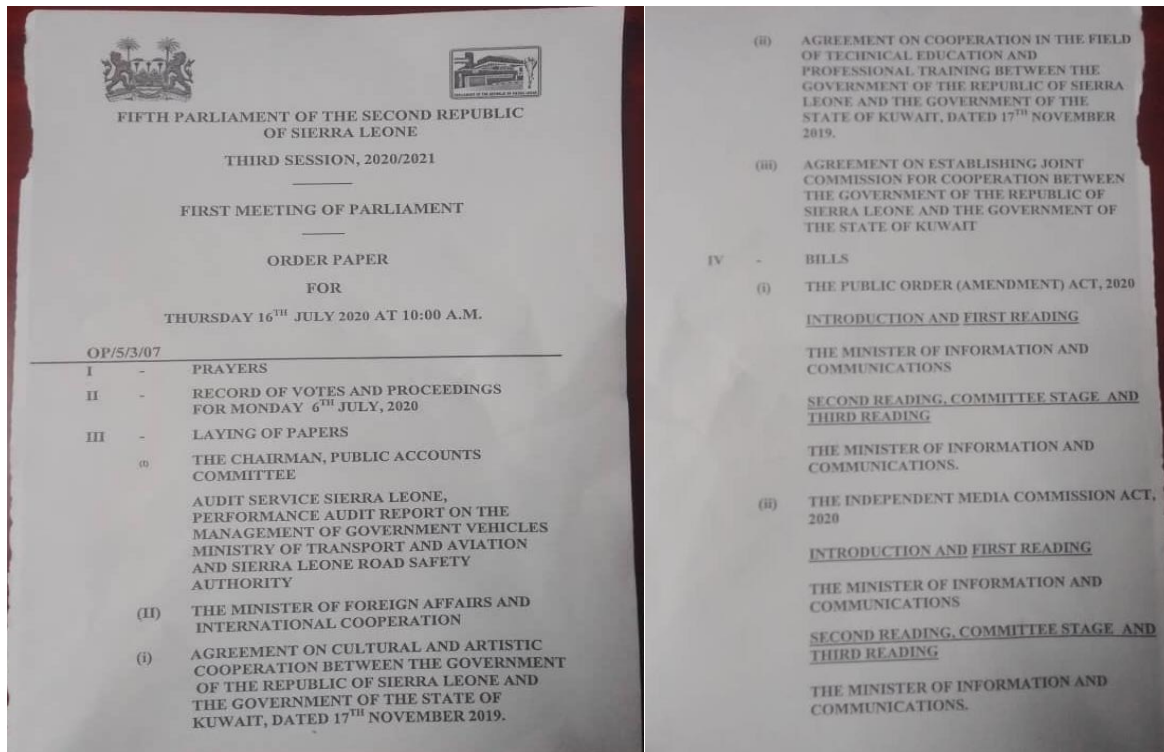 FIFTH PARLIAMENT OF THE SECOND REPUBLIC
OF SIERRA LEONE
THIRD SESSION, 2020/2021
FIRST MEETING OF PARLIAMENT
ORDER PAPER
FOR
THURSDAY 16TH JULY 2020 AT 10:00 A.M.
OP/5/3/07
I - PRAYERS
II - RECORD OF VOTES AND PROCEEDINGS
FOR MONDAY 6TH JULY, 2020
III - LAYING OF PAPERS
(I) THE CHAIRMAN, PUBLIC ACCOUNTS
COMMITTEE
AUDIT SERVICE SIERRA LEONE,
PERFORMANCE AUDIT REPORT ON THE
MANAGEMENT OF GOVERNMENT VEHICLES
MINISTRY OF TRANSPORT AND AVIATION
AND SIERRA LEONE ROAD SAFETY
AUTHORITY
(II) THE MINISTER OF FOREIGN AFFAIRS AND
INTERNATIONAL COOPERATION
(i) AGREEMENT ON CULTURAL AND ARTISTIC
COOPERATION BETWEEN THE GOVERNMENT
OF THE REPUBLIC OF SIERRA LEONE AND
THE GOVERNMENT OF THE STATE OF
KUWAIT, DATED 17TH NOVEMBER 2019.
(ii) AGREEMENT ON COOPERATION IN THE FIELD
OF TECHNICAL EDUCATION AND
PROFESSIONAL TRAINING BETWEEN THE
GOVERNMENT OF THE REPUBLIC OF SIERRA
LEONE AND THE GOVERNMENT OF THE
STATE OF KUWAIT, DATED 17TH NOVEMBER
2019.
(iii) AGREEMENT ON ESTABLISHING JOINT
COMMISSION FOR COOPERATION BETWEEN
THE GOVERNMENT OF THE REPUBLIC OF
SIERRA LEONE AND THE GOVERNMENT OF
THE STATE OF KUWAIT
IV - BILLS
(i) THE PUBLIC ORDER (AMENDMENT) ACT, 2020
INTRODUCTION AND FIRST READING
THE MINISTER OF INFORMATION AND
COMMUNICATIONS
SECOND READING, COMMITTEE STAGE AND
THIRD READING
THE MINISTER OF INFORMATION AND
COMMUNICATIONS.
(ii) THE INDEPENDENT MEDIA COMMISSION ACT,
2020
INTRODUCTION AND FIRST READING
THE MINISTER OF INFORMATION AND
COMMUNICATIONS
SECOND READING, COMMITTEE STAGE AND
THIRD READING
THE MINISTER OF INFORMATION AND
COMMUNICATIONS.